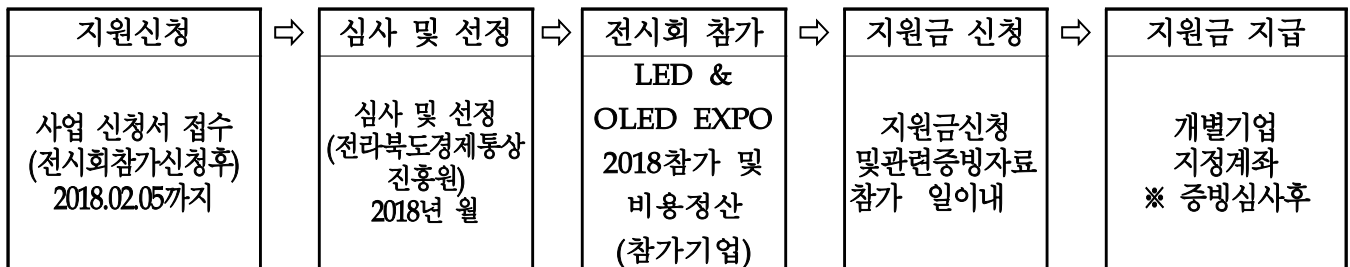 지원신청 ⇨ 심사 및 선정 ⇨ 전시회 참가 ⇨ 지원금 신청 ⇨ 지원금 지급
사업 신청서 접수
(전시회참가신청후)
2018.02.05까지
심사 및 선정
(전라북도경제통상
진흥원)
2018년 월
LED &
OLED EXPO
2018참가 및
비용정산
(참가기업)
지원금신청
및관련증빙자료
참가 일이내
개별기업
지정계좌
※ 증빙심사후